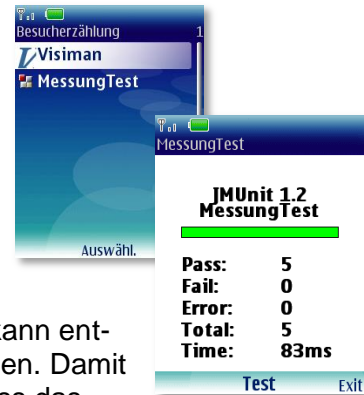 Besucherzählung 1
Visiman
MessungTest
Auswähl.
MessungTest
JMUnit 1.2
MessungTest
Pass: 5
Fail: 0
Error: 0
Total: 5
Time: 83ms
Test Exit
kann ent-
en. Damit
das